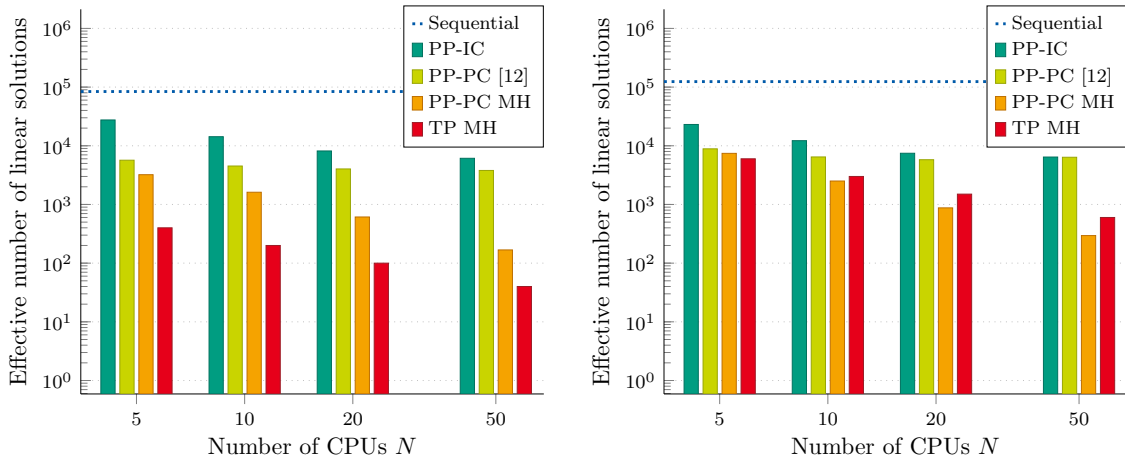 Effective number of linear solutions
10^6
10^5
10^4
10^3
10^2
10^1
10^0
5
10
20
50
Number of CPUs N
Sequential
PP-IC
PP-PC [12]
PP-PC MH
TP MH
Effective number of linear solutions
10^6
10^5
10^4
10^3
10^2
10^1
10^0
5
10
20
50
Number of CPUs N
Sequential
PP-IC
PP-PC [12]
PP-PC MH
TP MH